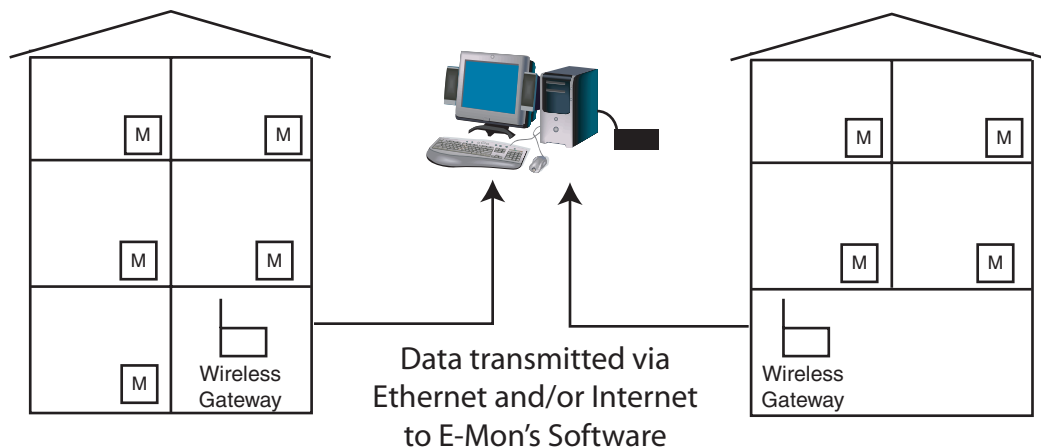 M
M
M
M
M
M
M
M
M
Wireless
Gateway
Data transmitted via
Ethernet and/or Internet
to E-Mon's Software
Wireless
Gateway